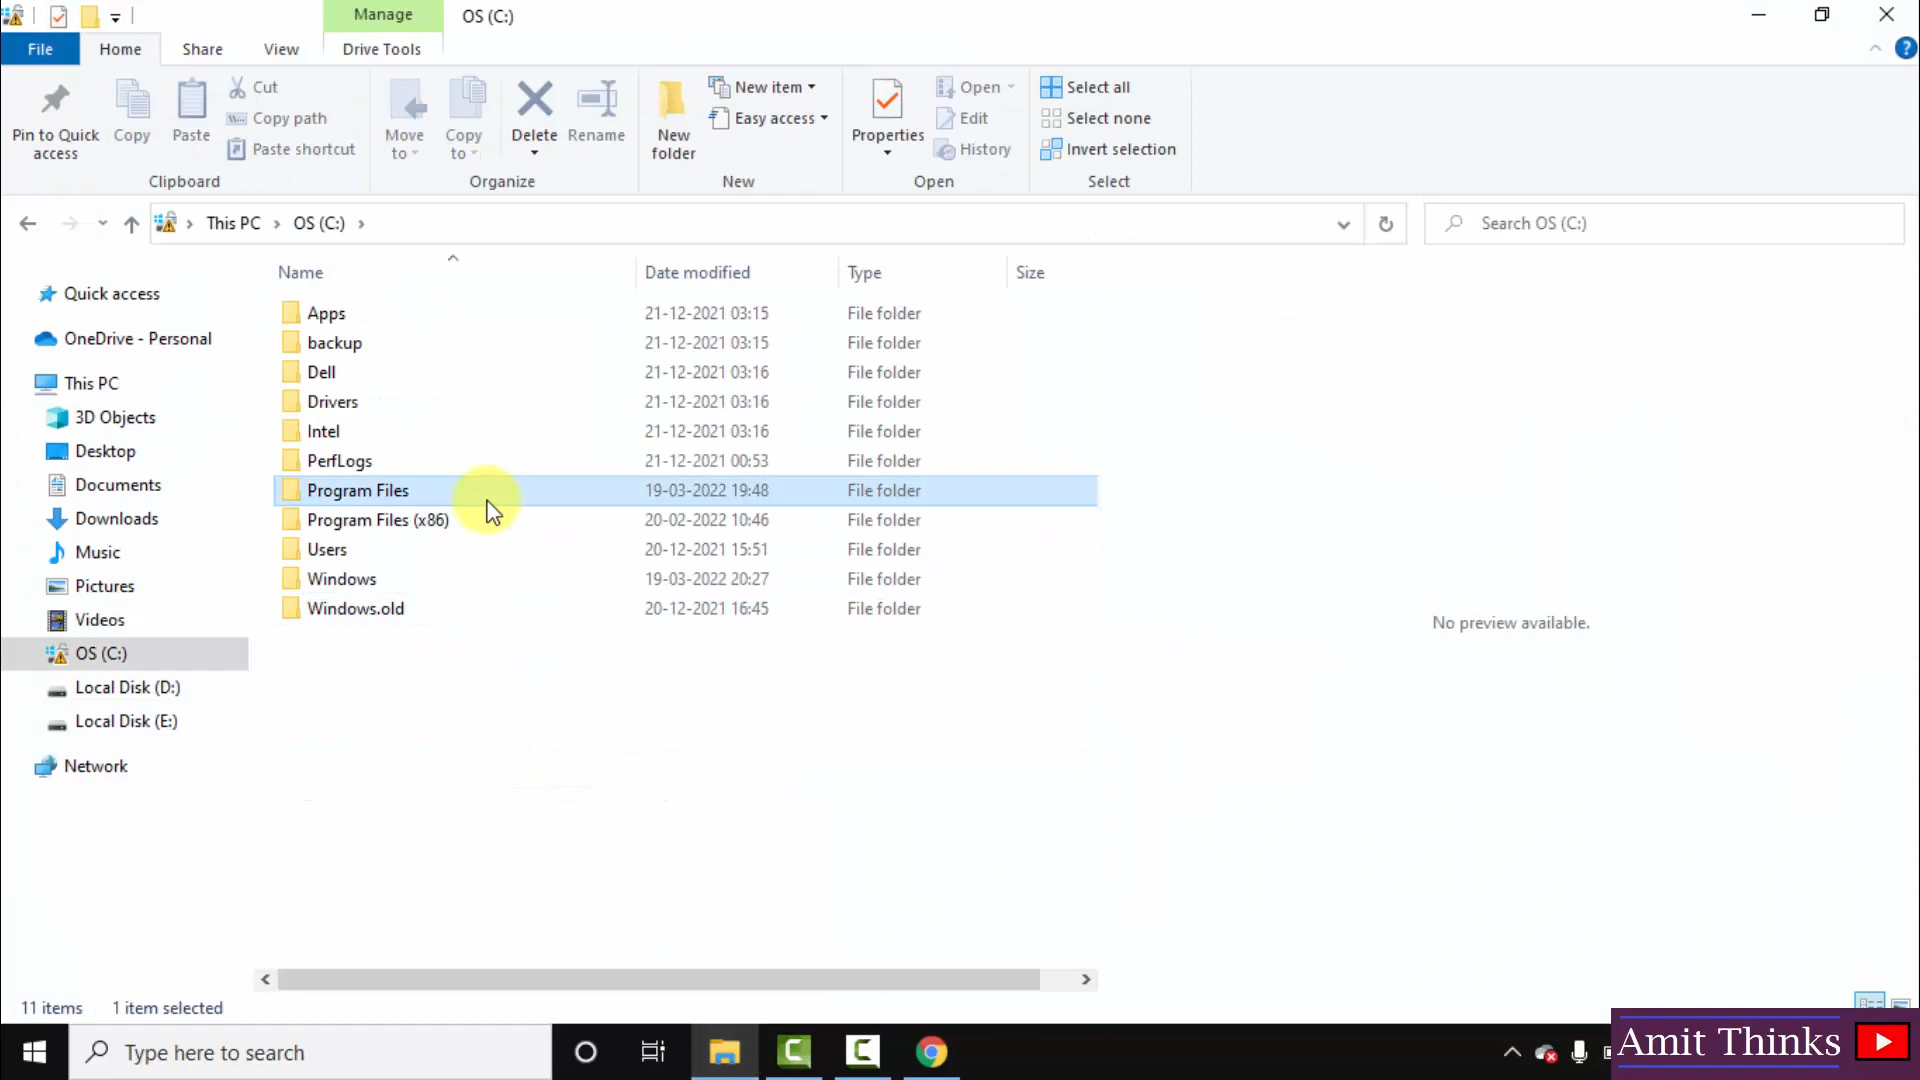 Manage
OS (C:)
File
Home
Share
View
Drive Tools
Pin to Quick access
Copy
Paste
Cut
Copy path
Paste shortcut
Clipboard
Move to
Copy to
Delete
Rename
Organize
New folder
New item
Easy access
New
Properties
Open
Edit
History
Open
Select all
Select none
Invert selection
Select
This PC > OS (C:) >
Search OS (C:)
Name Date modified Type Size
Quick access
OneDrive - Personal
This PC
3D Objects
Desktop
Documents
Downloads
Music
Pictures
Videos
OS (C:)
Local Disk (D:)
Local Disk (E:)
Network
Apps 21-12-2021 03:15 File folder
backup 21-12-2021 03:15 File folder
Dell 21-12-2021 03:16 File folder
Drivers 21-12-2021 03:16 File folder
Intel 21-12-2021 03:16 File folder
PerfLogs 21-12-2021 00:53 File folder
Program Files 19-03-2022 19:48 File folder
Program Files (x86) 20-02-2022 10:46 File folder
Users 20-12-2021 15:51 File folder
Windows 19-03-2022 20:27 File folder
Windows.old 20-12-2021 16:45 File folder
No preview available.
11 items 1 item selected
Type here to search
Amit Thinks